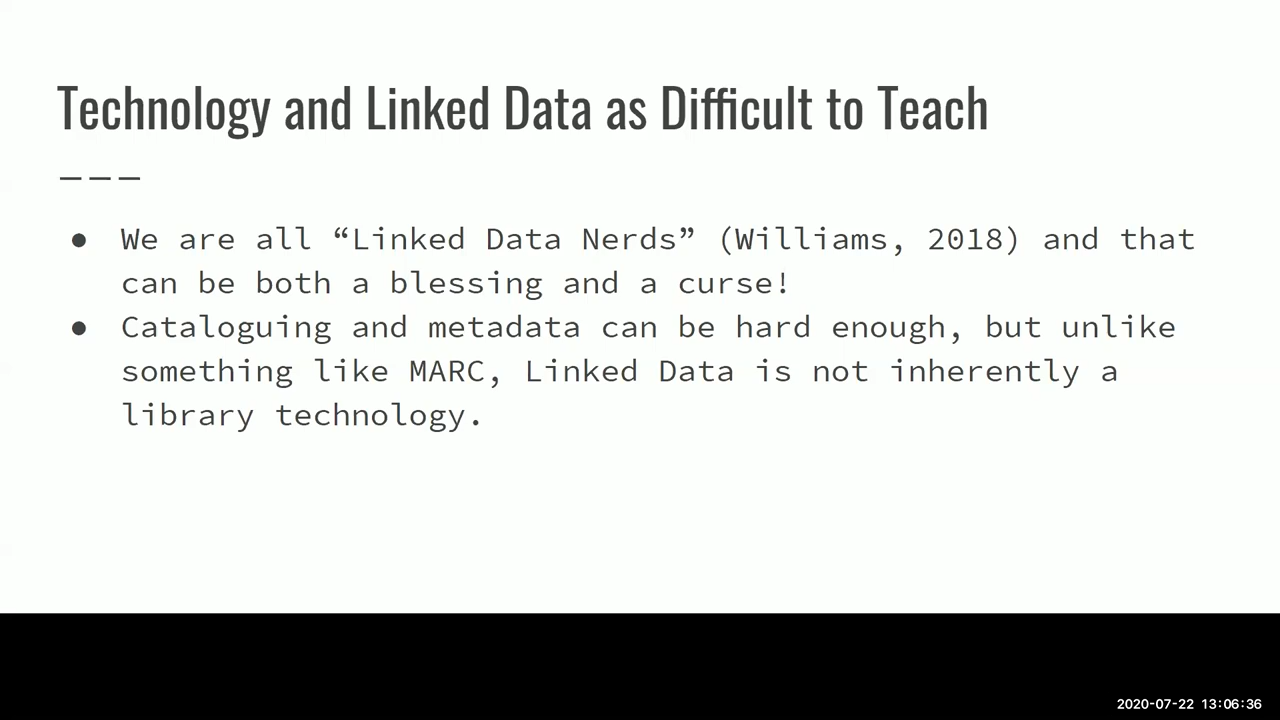 Technology and Linked Data as Difficult to Teach
● We are all “Linked Data Nerds” (Williams, 2018) and that
can be both a blessing and a curse!
● Cataloguing and metadata can be hard enough, but unlike
something like MARC, Linked Data is not inherently a
library technology.
2020-07-22 13:06:36